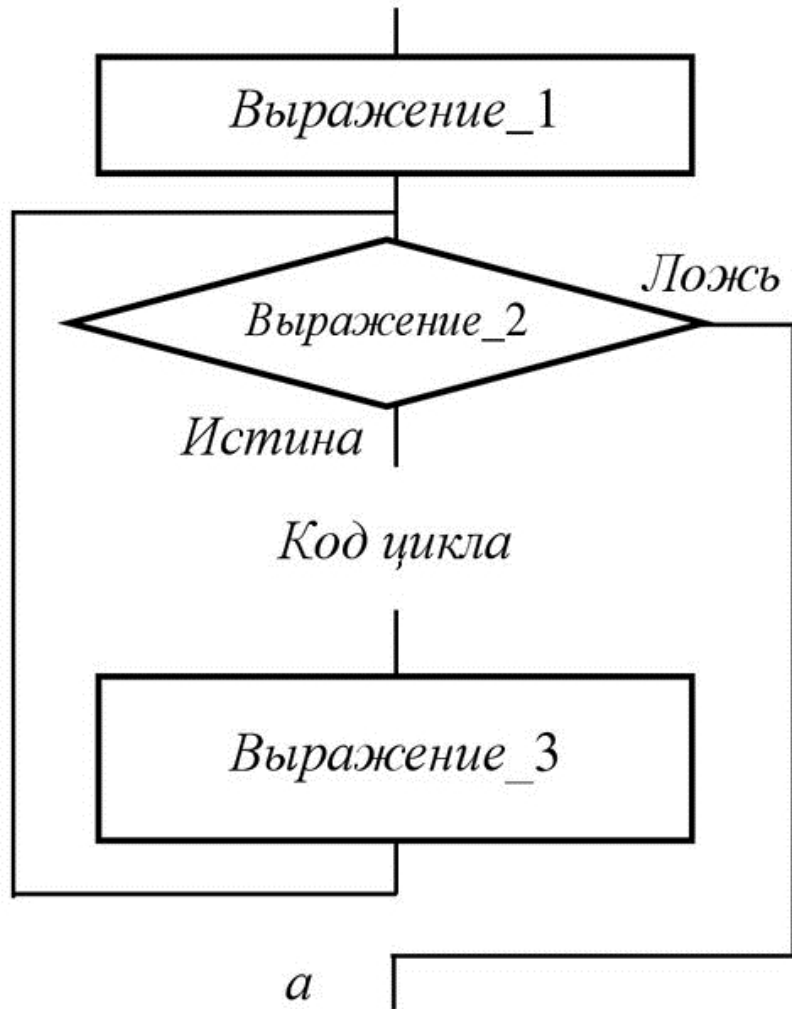 Выражение_1
Ложь
Выражение_2
Истина
Код цикла
Выражение_3
а